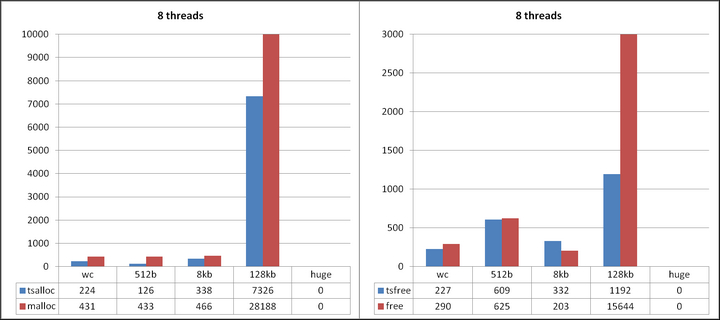 8 threads
10000
9000
8000
7000
6000
5000
4000
3000
2000
1000
0
wc 512b 8kb 128kb huge
tsalloc 224 126 338 7326 0
malloc 431 433 466 28188 0
8 threads
3000
2500
2000
1500
1000
500
0
wc 512b 8kb 128kb huge
tsfree 227 609 332 1192 0
free 290 625 203 15644 0